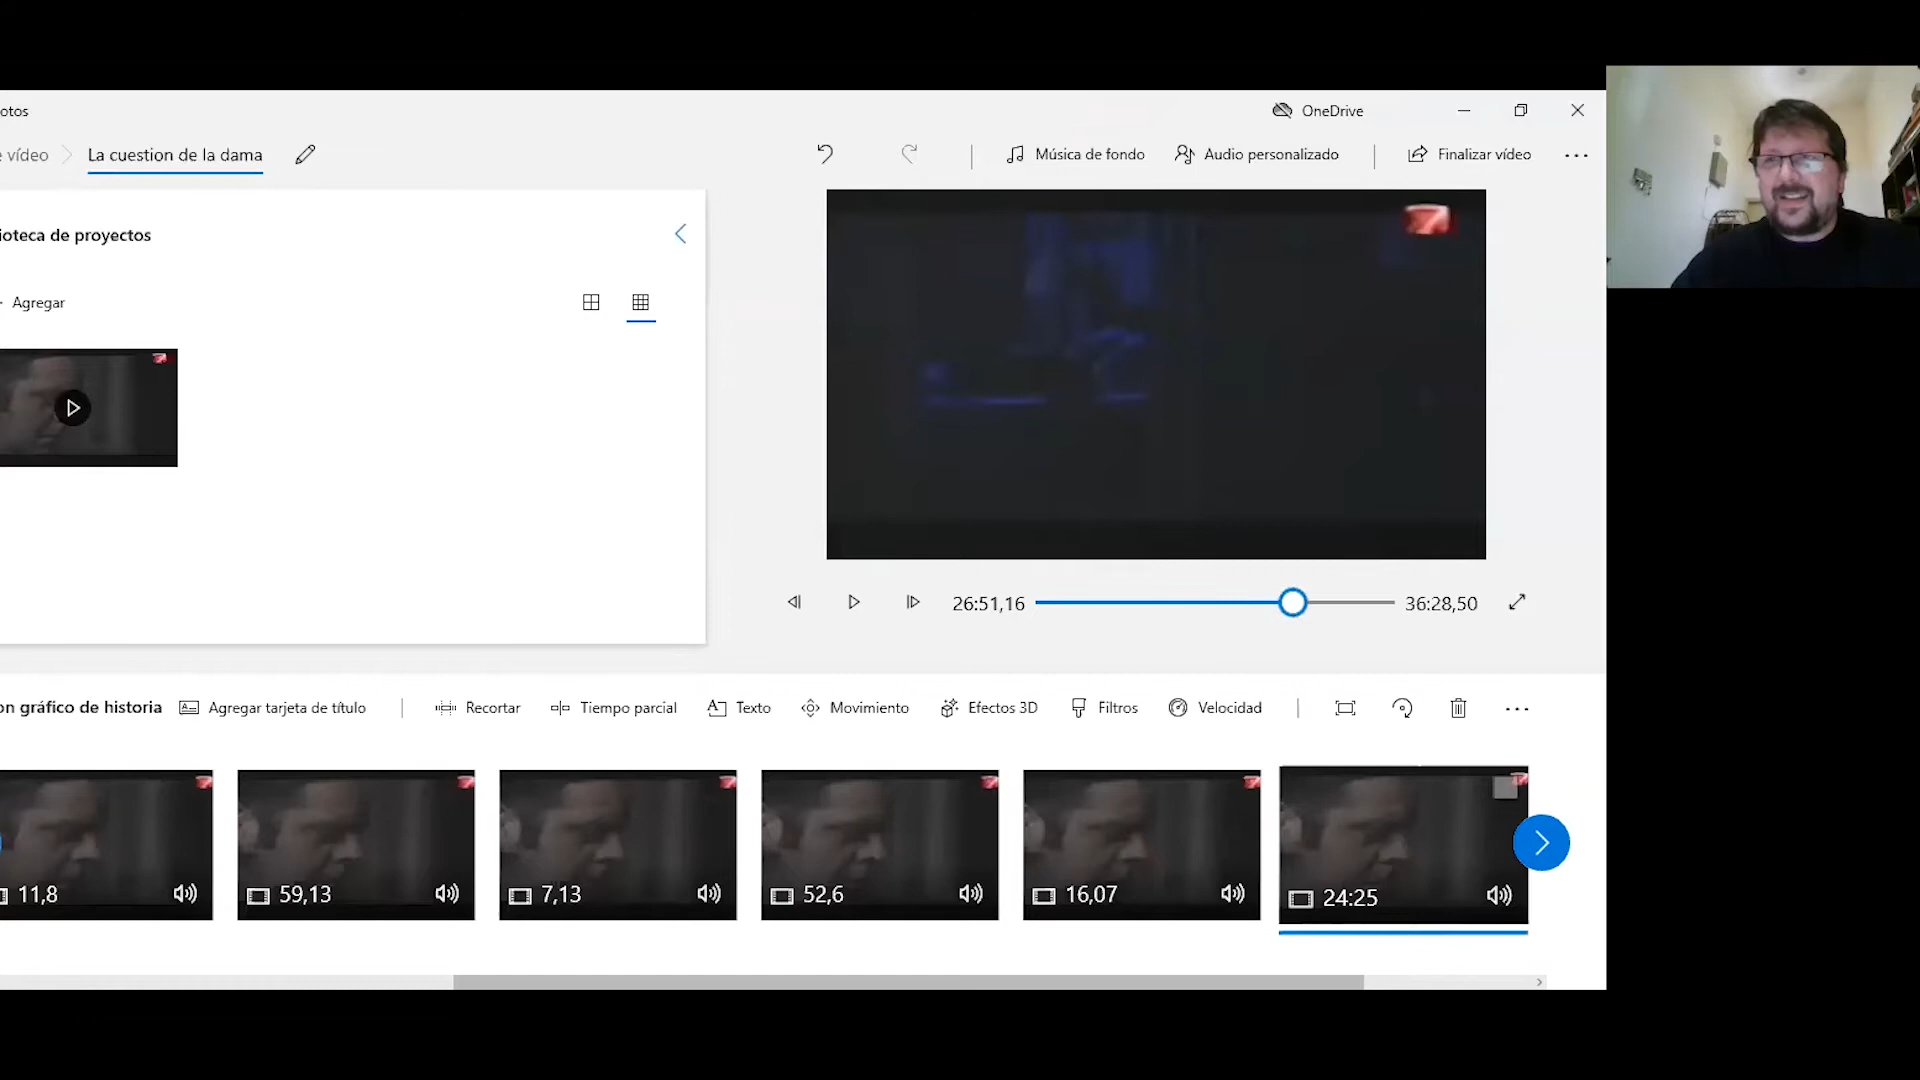 otos
OneDrive
e vídeo
La cuestion de la dama
Música de fondo
Audio personalizado
Finalizar vídeo
ioteca de proyectos
Agregar
7
26:51,16
36:28,50
on gráfico de historia
Agregar tarjeta de título
Recortar
Tiempo parcial
Texto
Movimiento
Efectos 3D
Filtros
Velocidad
11,8
59,13
7,13
52,6
16,07
24:25